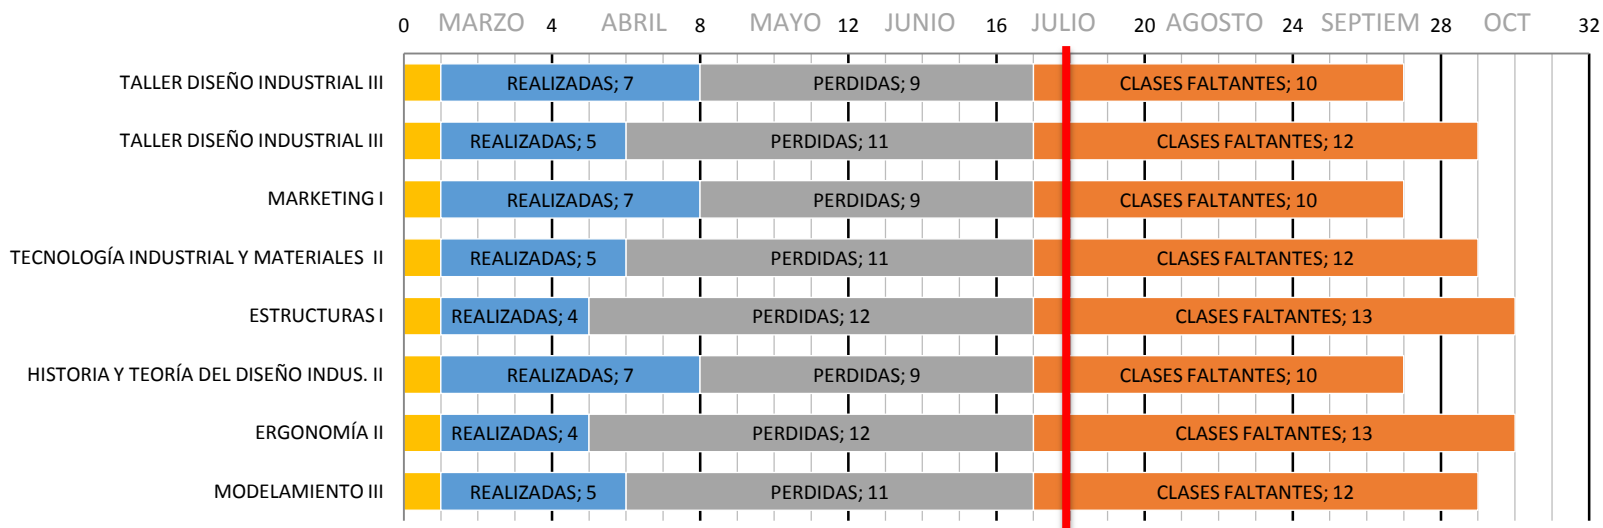 0 MARZO 4 ABRIL 8 MAYO 12 JUNIO 16 JULIO 20 AGOSTO 24 SEPTIEM 28 OCT 32
TALLER DISEÑO INDUSTRIAL III REALIZADAS; 7 PERDIDAS; 9 CLASES FALTANTES; 10
TALLER DISEÑO INDUSTRIAL III REALIZADAS; 5 PERDIDAS; 11 CLASES FALTANTES; 12
MARKETING I REALIZADAS; 7 PERDIDAS; 9 CLASES FALTANTES; 10
TECNOLOGÍA INDUSTRIAL Y MATERIALES II REALIZADAS; 5 PERDIDAS; 11 CLASES FALTANTES; 12
ESTRUCTURAS I REALIZADAS; 4 PERDIDAS; 12 CLASES FALTANTES; 13
HISTORIA Y TEORÍA DEL DISEÑO INDUS. II REALIZADAS; 7 PERDIDAS; 9 CLASES FALTANTES; 10
ERGONOMÍA II REALIZADAS; 4 PERDIDAS; 12 CLASES FALTANTES; 13
MODELAMIENTO III REALIZADAS; 5 PERDIDAS; 11 CLASES FALTANTES; 12